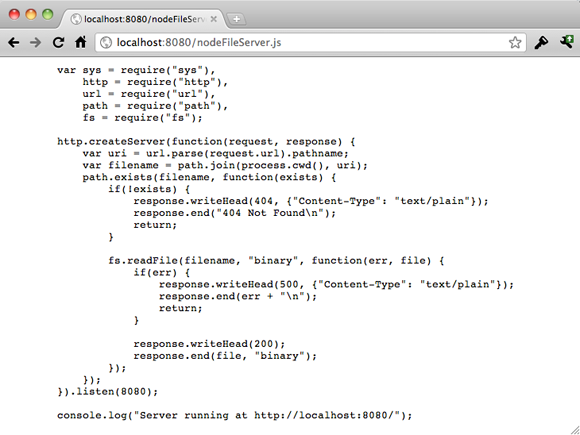 localhost:8080/nodeFileServ
localhost:8080/nodeFileServer.js
var sys = require("sys"),
    http = require("http"),
    url = require("url"),
    path = require("path"),
    fs = require("fs");

http.createServer(function(request, response) {
    var uri = url.parse(request.url).pathname;
    var filename = path.join(process.cwd(), uri);
    path.exists(filename, function(exists) {
        if(!exists) {
            response.writeHead(404, {"Content-Type": "text/plain"});
            response.end("404 Not Found\n");
            return;
        }

        fs.readFile(filename, "binary", function(err, file) {
            if(err) {
                response.writeHead(500, {"Content-Type": "text/plain"});
                response.end(err + "\n");
                return;
            }

            response.writeHead(200);
            response.end(file, "binary");
        });
    });
}).listen(8080);

console.log("Server running at http://localhost:8080/");